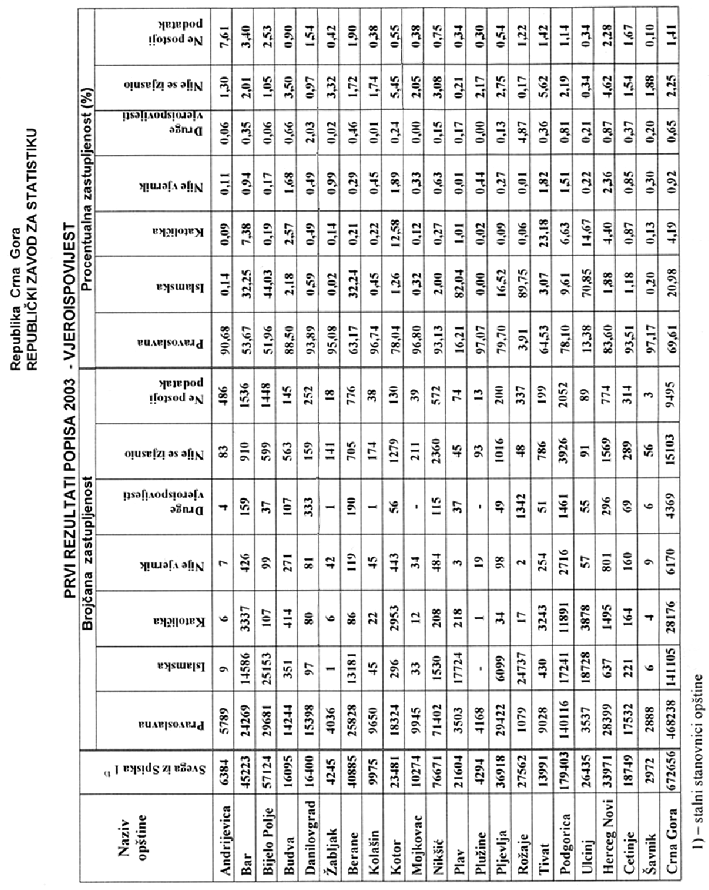 Republika Crna Gora
REPUBLIČKI ZAVOD ZA STATISTIKU
PRVI REZULTATI POPISA 2003 - VJEROISPOVIJEST
Naziv opštine | Svega iz Spiska 1 1) | Brojčana zastupljenost | Procentualna zastupljenost (%)
Pravoslavna | Islamska | Katolička | Nije vjernik | Druge vjeroispovijesti | Nije se izjasnio | Ne postoji podatak | Pravoslavna | Islamska | Katolička | Nije vjernik | Druge vjeroispovijesti | Nije se izjasnio | Ne postoji podatak
Andrijevica 6384 5789 9 6 7 4 83 486 90,68 0,14 0,09 0,11 0,06 1,30 7,61
Bar 45223 24269 14586 3337 426 159 910 1536 53,67 32,25 7,38 0,94 0,35 2,01 3,40
Bijelo Polje 57124 29681 25153 107 99 37 599 1448 51,96 44,03 0,19 0,17 0,06 1,05 2,53
Budva 16095 14244 351 414 271 107 563 145 88,50 2,18 2,57 1,68 0,66 3,50 0,90
Danilovgrad 16400 15398 97 80 81 333 159 252 93,89 0,59 0,49 0,49 2,03 0,97 1,54
Žabljak 4245 4036 1 6 42 1 141 18 95,08 0,02 0,14 0,99 0,02 3,32 0,42
Berane 40885 25828 13181 86 119 190 705 776 63,17 32,24 0,21 0,29 0,46 1,72 1,90
Kolašin 9975 9650 45 22 45 1 174 38 96,74 0,45 0,22 0,45 0,01 1,74 0,38
Kotor 23481 18324 296 2953 443 56 1279 130 78,04 1,26 12,58 1,89 0,24 5,45 0,55
Mojkovac 10274 9945 33 12 34 - 211 39 96,80 0,32 0,12 0,33 0,00 2,05 0,38
Nikšić 76671 71402 1530 208 484 115 2360 572 93,13 2,00 0,27 0,63 0,15 3,08 0,75
Plav 21604 3503 17724 218 3 37 45 74 16,21 82,04 1,01 0,01 0,17 0,21 0,34
Plužine 4294 4168 - 1 19 - 93 13 97,07 0,00 0,02 0,44 0,00 2,17 0,30
Pljevlja 36918 29422 6099 34 98 49 1016 200 79,70 16,52 0,09 0,27 0,13 2,75 0,54
Rožaje 27562 1079 24737 17 2 1342 48 337 3,91 89,75 0,06 0,01 4,87 0,17 1,22
Tivat 13991 9028 430 3243 254 51 786 199 64,53 3,07 23,18 1,82 0,36 5,62 1,42
Podgorica 179403 140116 17241 11891 2716 1461 3926 2052 78,10 9,61 6,63 1,51 0,81 2,19 1,14
Ulcinj 26435 3537 18728 3878 57 55 91 89 13,38 70,85 14,67 0,22 0,21 0,34 0,34
Herceg Novi 33971 28399 637 1495 801 296 1569 774 83,60 1,88 4,40 2,36 0,87 4,62 2,28
Cetinje 18749 17532 221 164 160 69 289 314 93,51 1,18 0,87 0,85 0,37 1,54 1,67
Šavnik 2972 2888 6 4 9 6 56 3 97,17 0,20 0,13 0,30 0,20 1,88 0,10
Crna Gora 672656 468238 141105 28176 6170 4369 15103 9495 69,61 20,98 4,19 0,92 0,65 2,25 1,41
1) – stalni stanovnici opštine